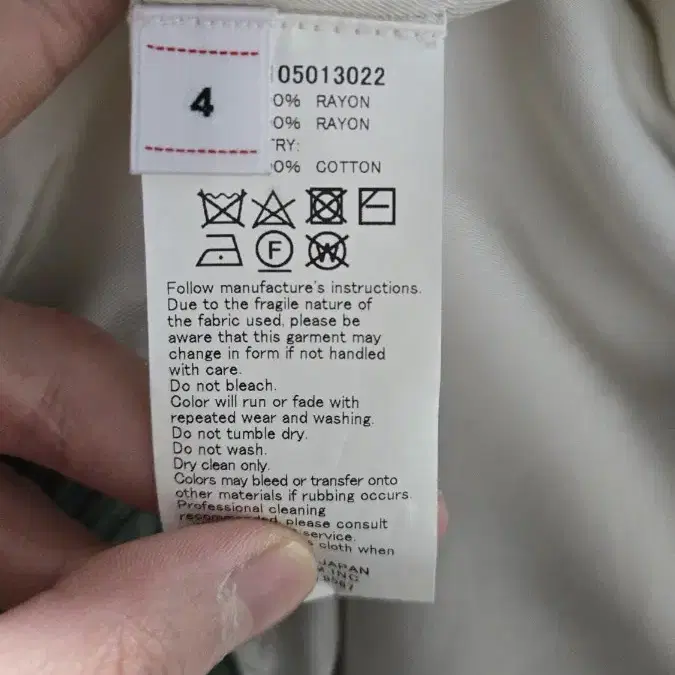 4
05013022
0% RAYON
0% RAYON
RY:
0% COTTON
F
W
Follow manufacture's instructions.
Due to the fragile nature of
the fabric used, please be
aware that this garment may
change in form if not handled
with care.
Do not bleach.
Color will run or fade with
repeated wear and washing.
Do not tumble dry.
Do not wash.
Dry clean only.
Colors may bleed or transfer onto
other materials if rubbing occurs.
Professional cleaning
recommended, please consult
service.
cloth when
JAPAN
INC